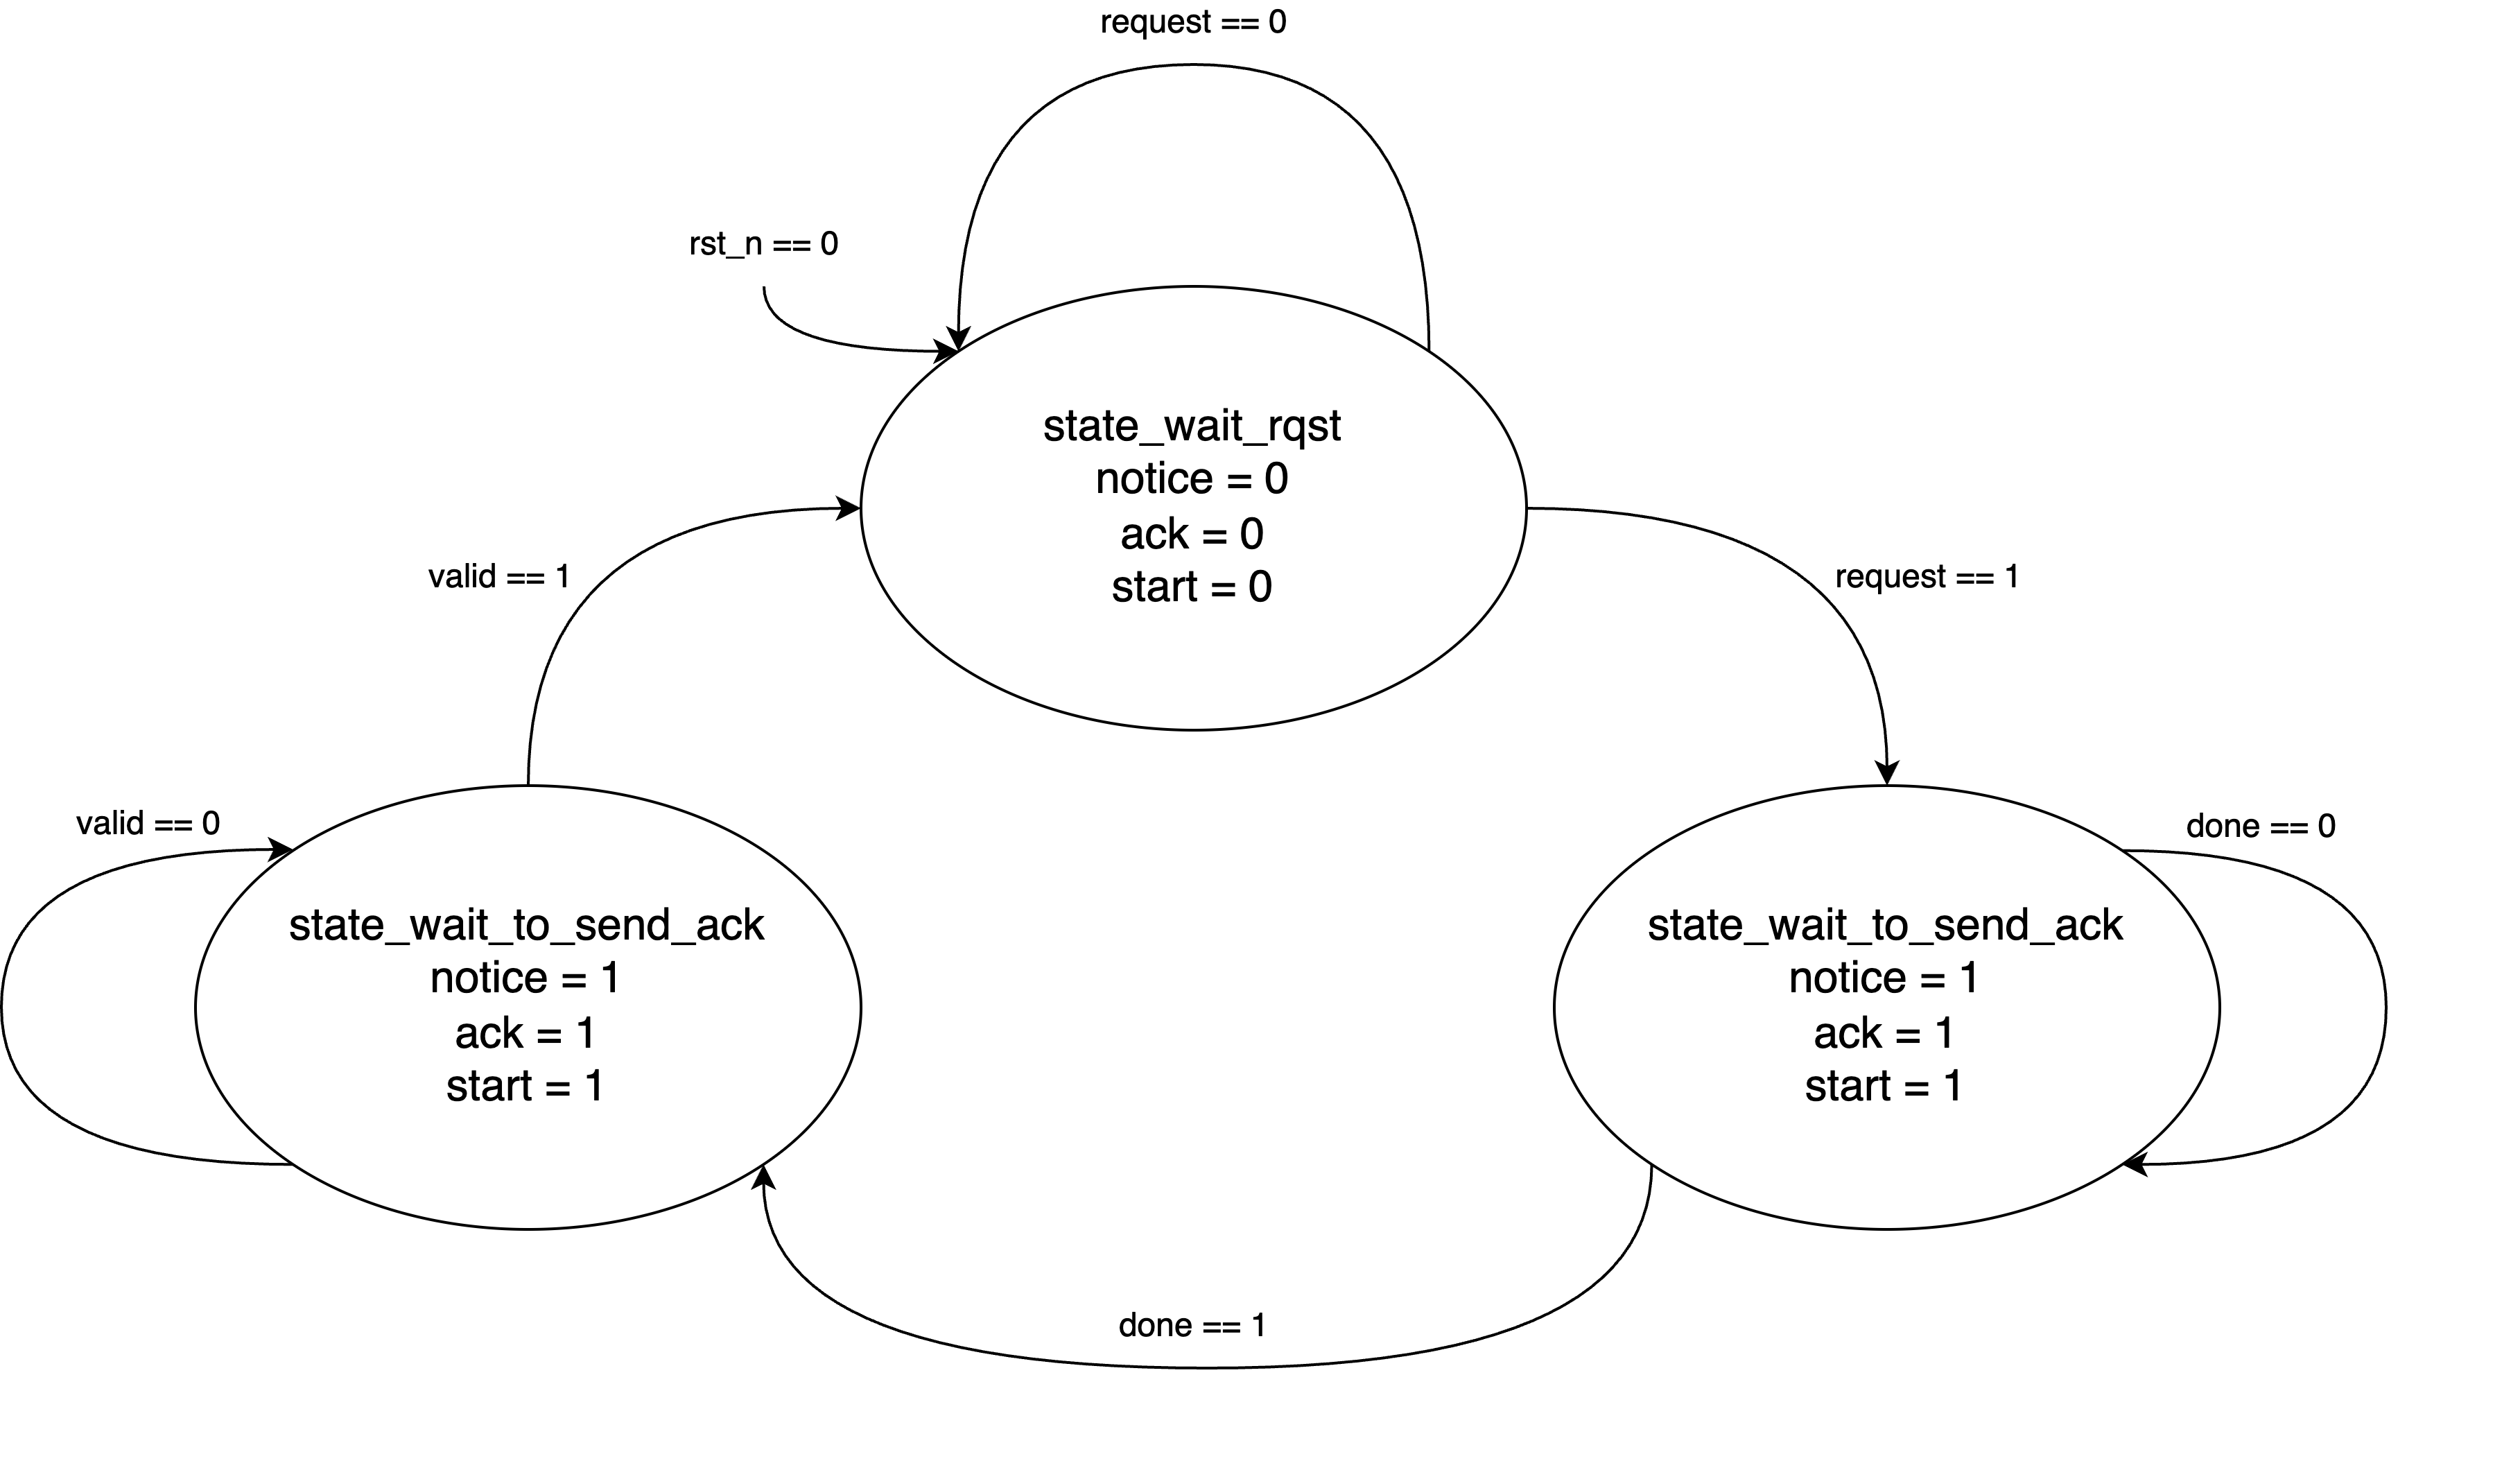 request == 0
rst_n == 0
state_wait_rqst
notice = 0
ack = 0
start = 0
valid == 1
request == 1
valid == 0
done == 0
state_wait_to_send_ack
notice = 1
ack = 1
start = 1
state_wait_to_send_ack
notice = 1
ack = 1
start = 1
done == 1